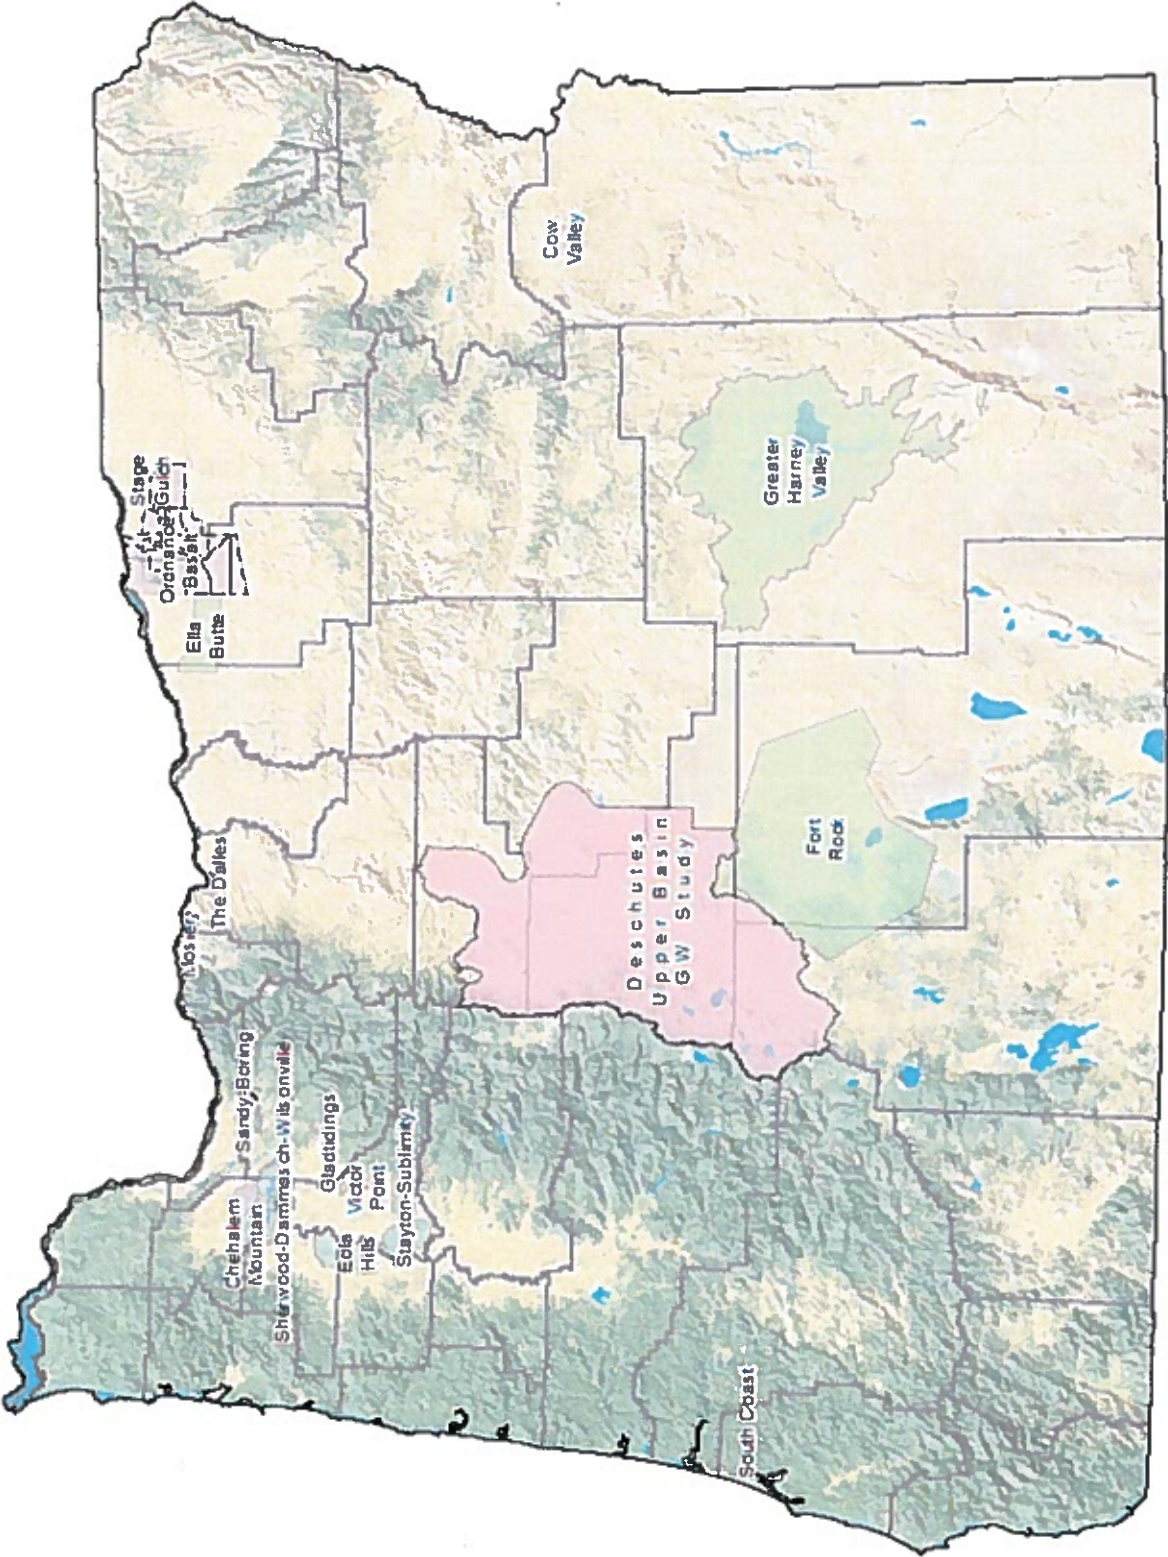 Mosier
The Dalles
Sandy-Boring
Chehalem
Mountain
Sherwood-Dammasch-Wilsonville
Gladtidings
Victor
Point
Eola
Hills
Stayton-Sublimity
Ella
Butte
Ordnance
Basalt
Stage
Gulch
Cow
Valley
Deschutes
Upper Basin
GW Study
Greater
Harney
Valley
Fort
Rock
South Coast